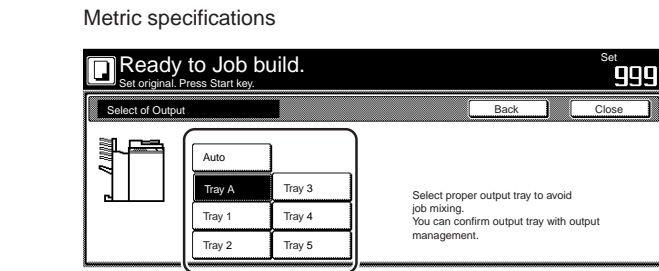 Metric specifications
Ready to Job build.
Set original. Press Start key.
Set
999
Select of Output
Back
Close
Auto
Tray A
Tray 3
Tray 1
Tray 4
Tray 2
Tray 5
Select proper output tray to avoid
job mixing.
You can confirm output tray with output
management.